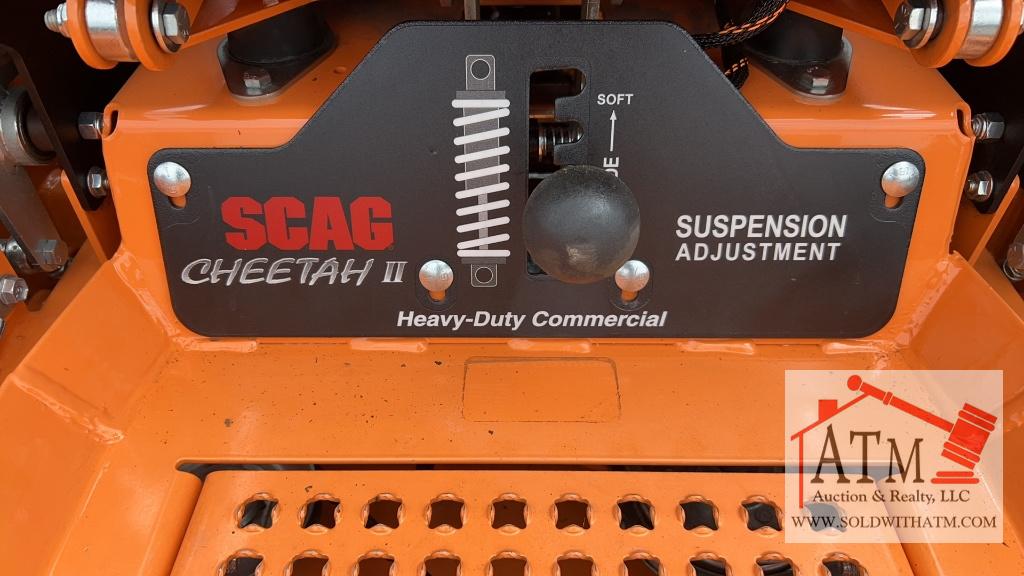 SOFT
SCAG
CHEETAH II
SUSPENSION
ADJUSTMENT
Heavy-Duty Commercial
ATM
Auction & Realty, LLC
WWW.SOLDWITHATM.COM